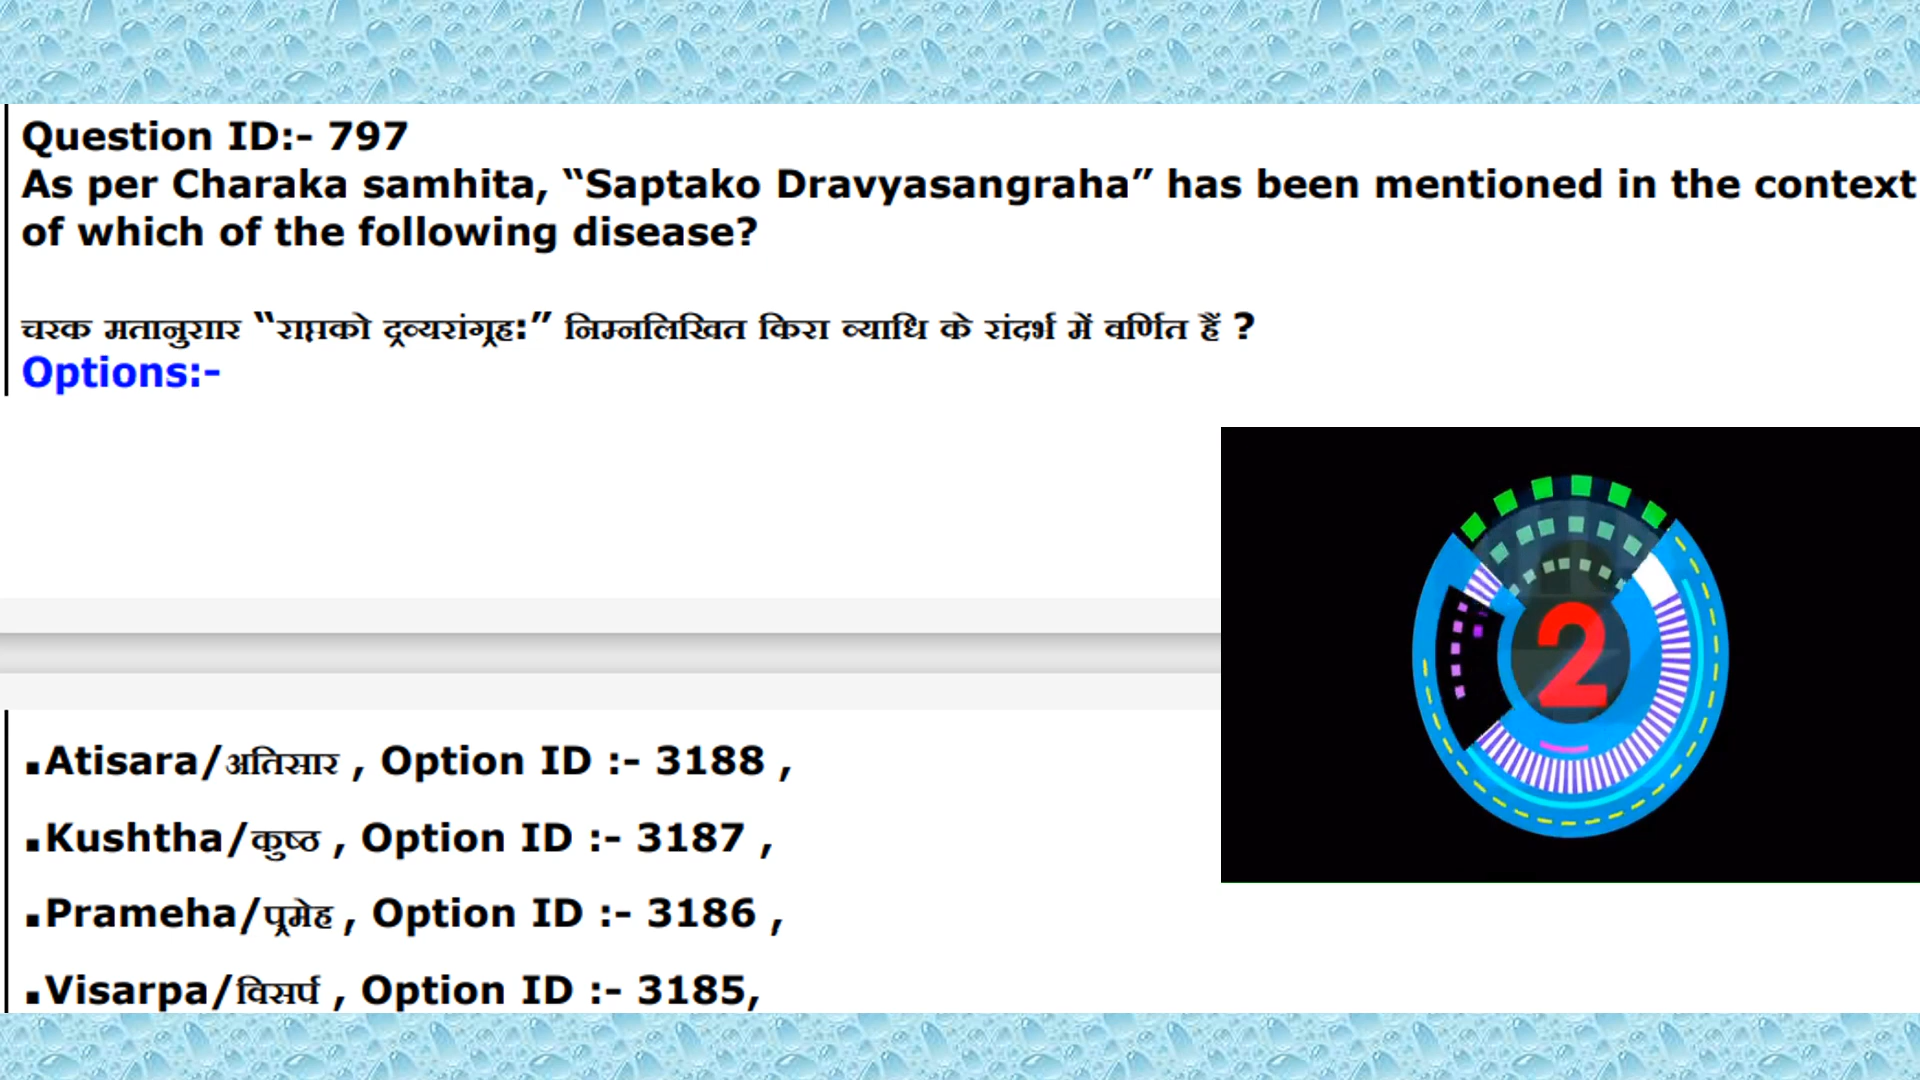 Question ID:- 797
As per Charaka samhita, “Saptako Dravyasangraha” has been mentioned in the context
of which of the following disease?
चरक मतानुसार “सप्तको द्रव्यसंग्रह:” निम्नलिखित किस व्याधि के संदर्भ में वर्णित हैं ?
Options:-
2
▪Atisara/अतिसार , Option ID :- 3188 ,
▪Kushtha/कुष्ठ , Option ID :- 3187 ,
▪Prameha/प्रमेह , Option ID :- 3186 ,
▪Visarpa/विसर्प , Option ID :- 3185,